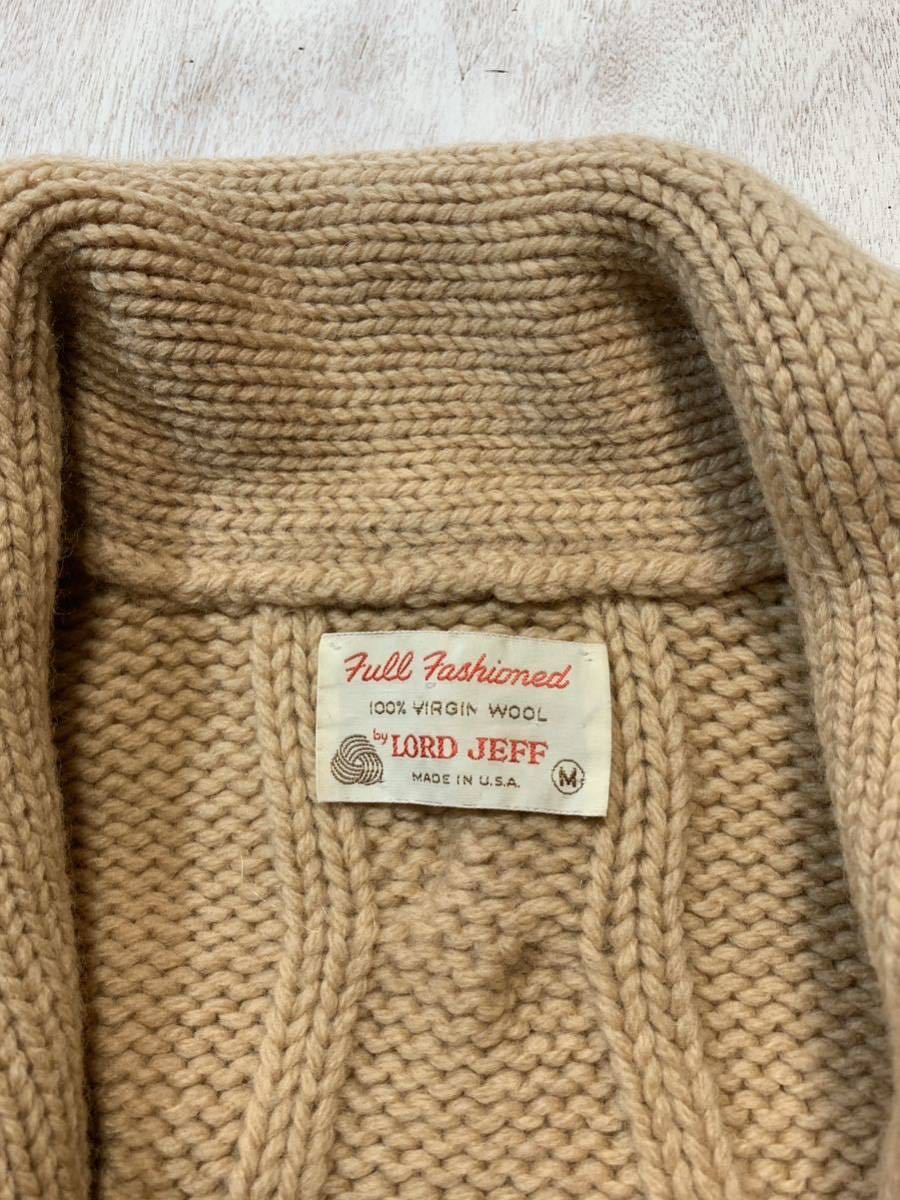 Full Fashioned
100% VIRGIN WOOL
by LORD JEFF
MADE IN U.S.A.
M